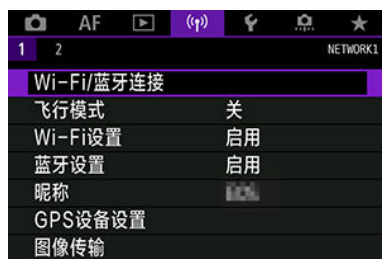 AF
1 2 NETWORK1
Wi-Fi/蓝牙连接
飞行模式 关
Wi-Fi设置 启用
蓝牙设置 启用
昵称
GPS设备设置
图像传输